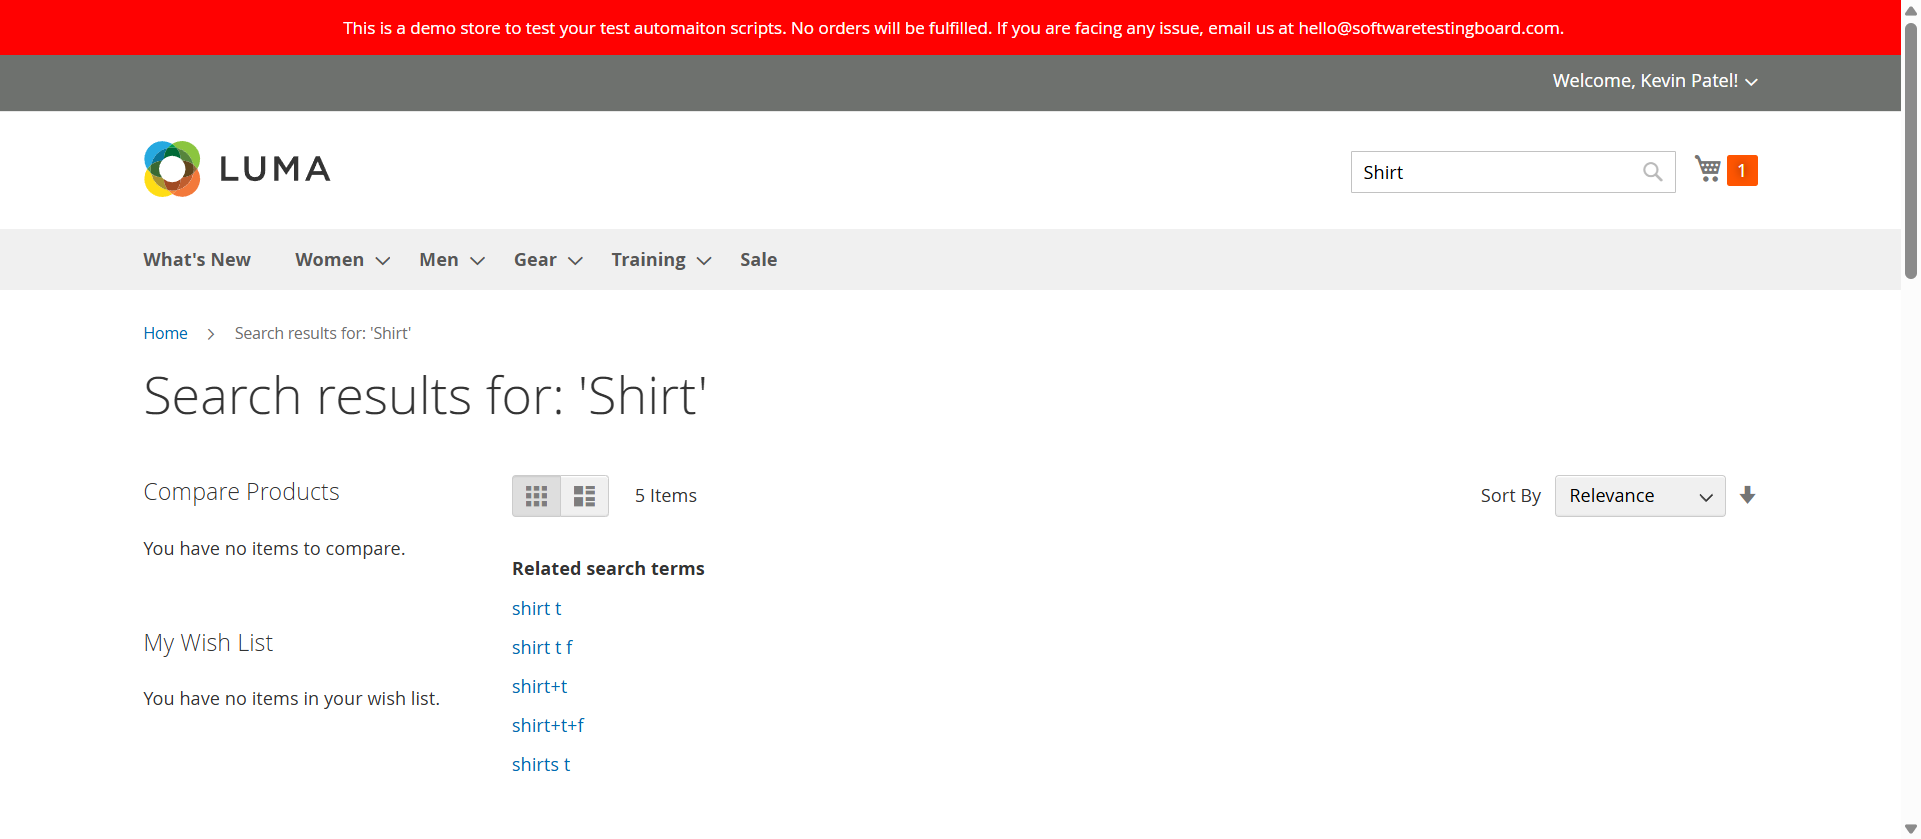 This is a demo store to test your test automaiton scripts. No orders will be fulfilled. If you are facing any issue, email us at hello@softwaretestingboard.com.
Welcome, Kevin Patel!
LUMA
Shirt
1
What's New Women Men Gear Training Sale
Home Search results for: 'Shirt'
Search results for: 'Shirt'
Compare Products
You have no items to compare.
My Wish List
You have no items in your wish list.
5 Items
Sort By Relevance
Related search terms
shirt t
shirt t f
shirt+t
shirt+t+f
shirts t